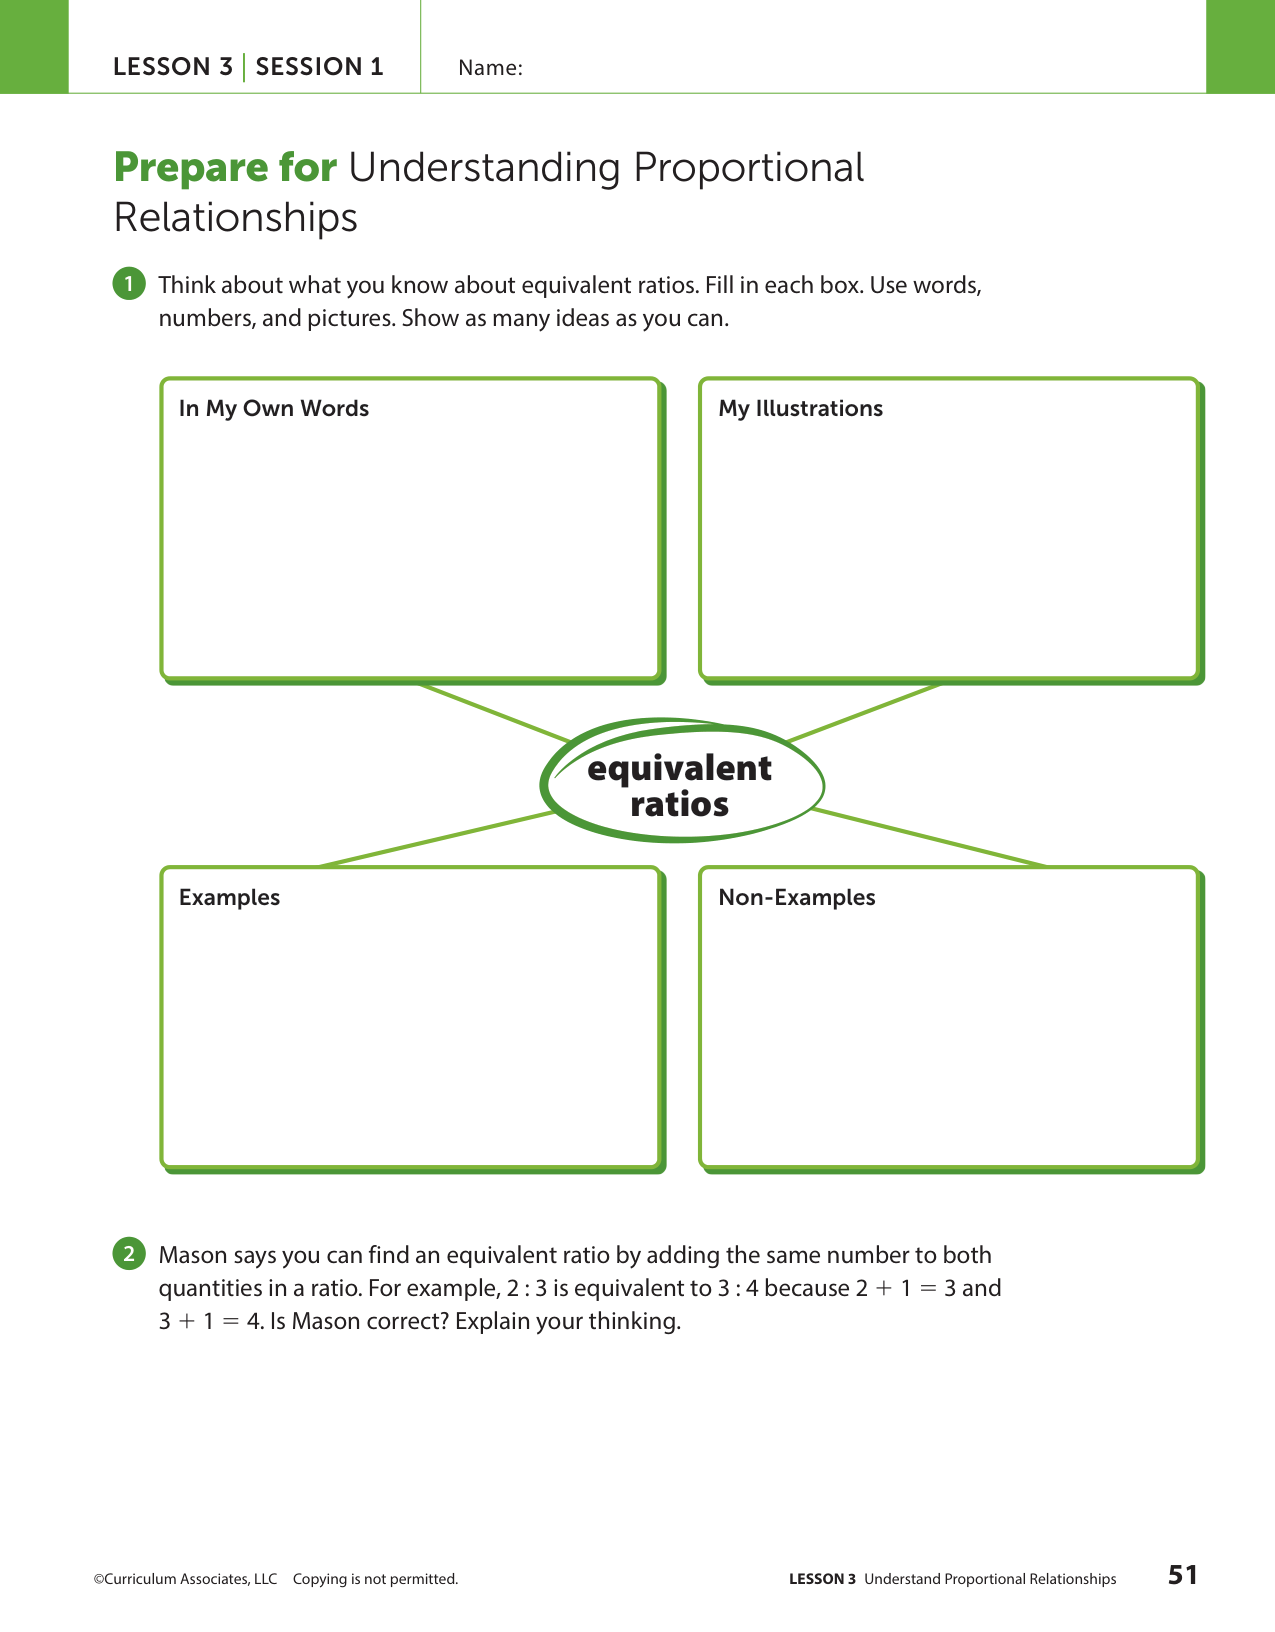 LESSON 3 | SESSION 1
Name:
Prepare for Understanding Proportional
Relationships
1 Think about what you know about equivalent ratios. Fill in each box. Use words,
numbers, and pictures. Show as many ideas as you can.
In My Own Words
My Illustrations
equivalent
ratios
Examples
Non-Examples
2 Mason says you can find an equivalent ratio by adding the same number to both
quantities in a ratio. For example, 2 : 3 is equivalent to 3 : 4 because 2 + 1 = 3 and
3 + 1 = 4. Is Mason correct? Explain your thinking.
©Curriculum Associates, LLC Copying is not permitted.
LESSON 3 Understand Proportional Relationships
51